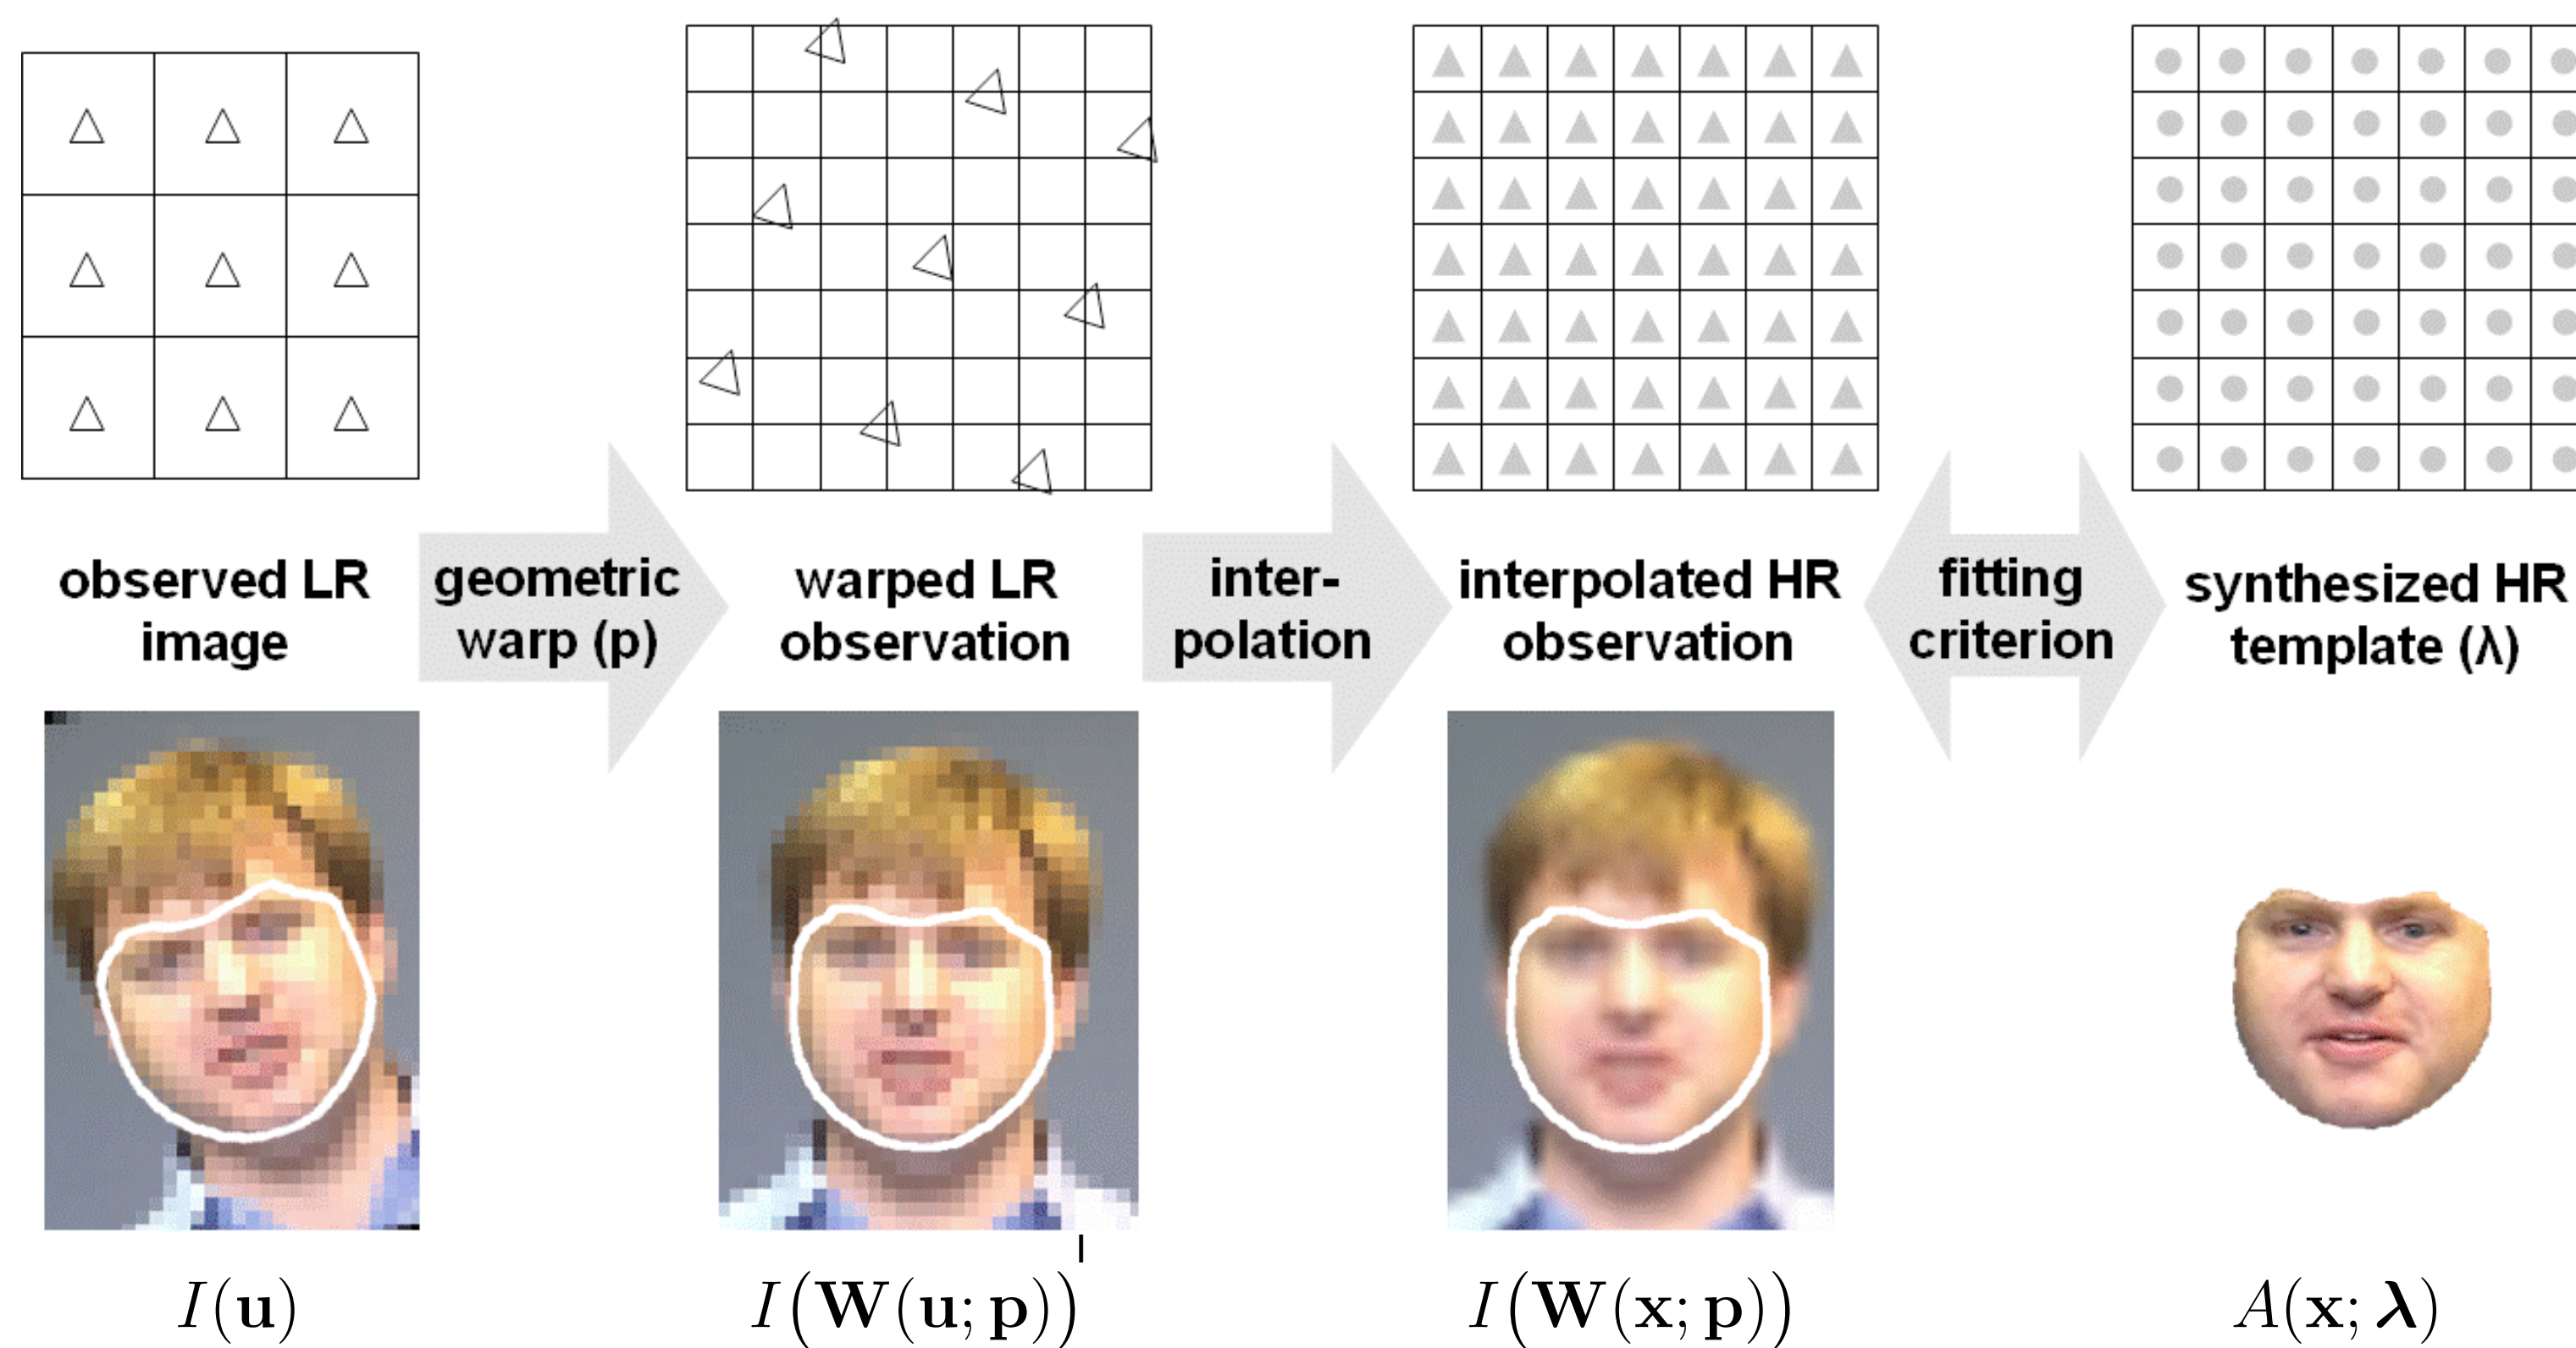 observed LR
image
geometric
warp (p)
warped LR
observation
inter-
polation
interpolated HR
observation
fitting
criterion
synthesized HR
template (λ)
I(u)
I(W(u; p))
I(W(x; p))
A(x; λ)